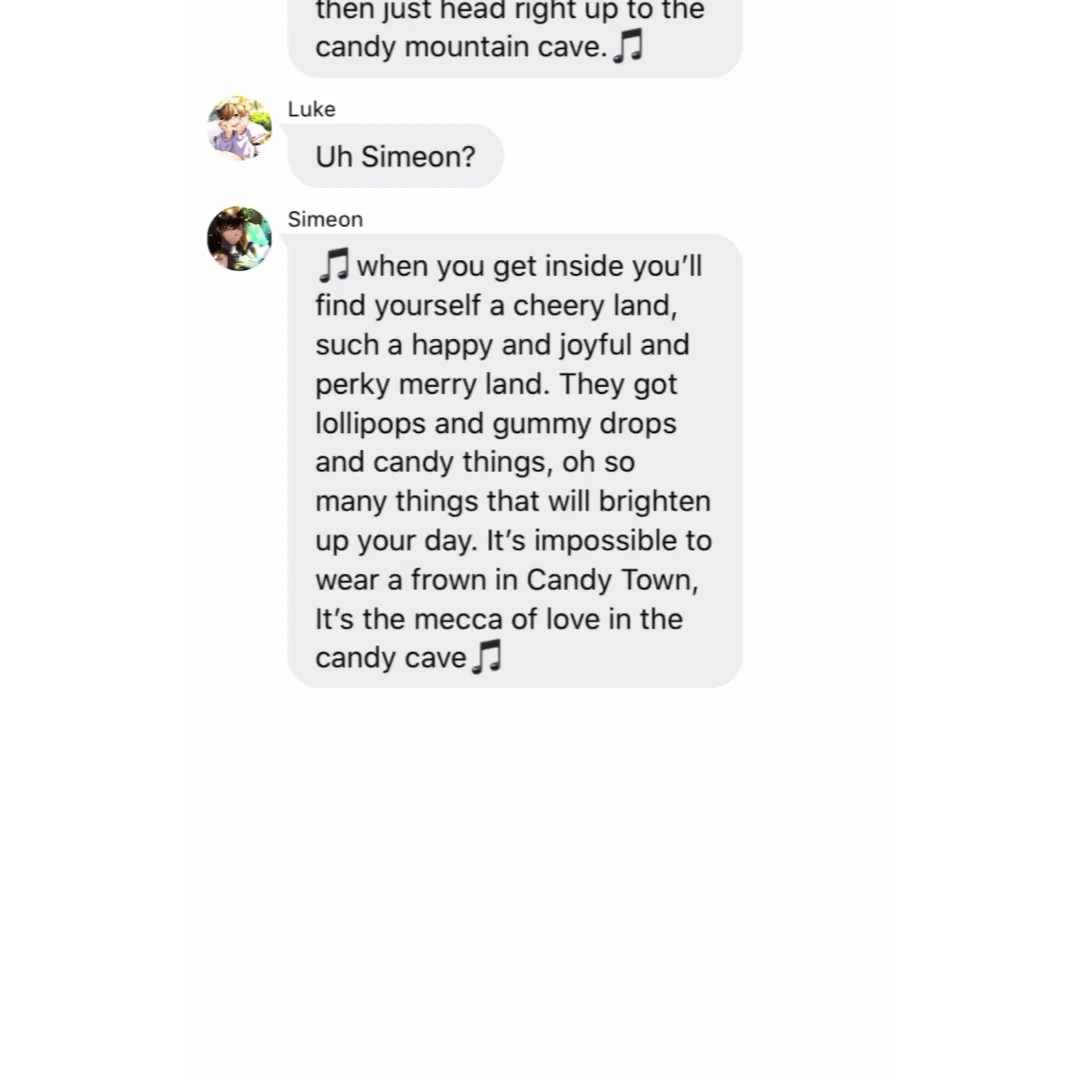 then just head right up to the
candy mountain cave.🎵
Luke
Uh Simeon?
Simeon
🎵when you get inside you’ll
find yourself a cheery land,
such a happy and joyful and
perky merry land. They got
lollipops and gummy drops
and candy things, oh so
many things that will brighten
up your day. It’s impossible to
wear a frown in Candy Town,
It’s the mecca of love in the
candy cave🎵